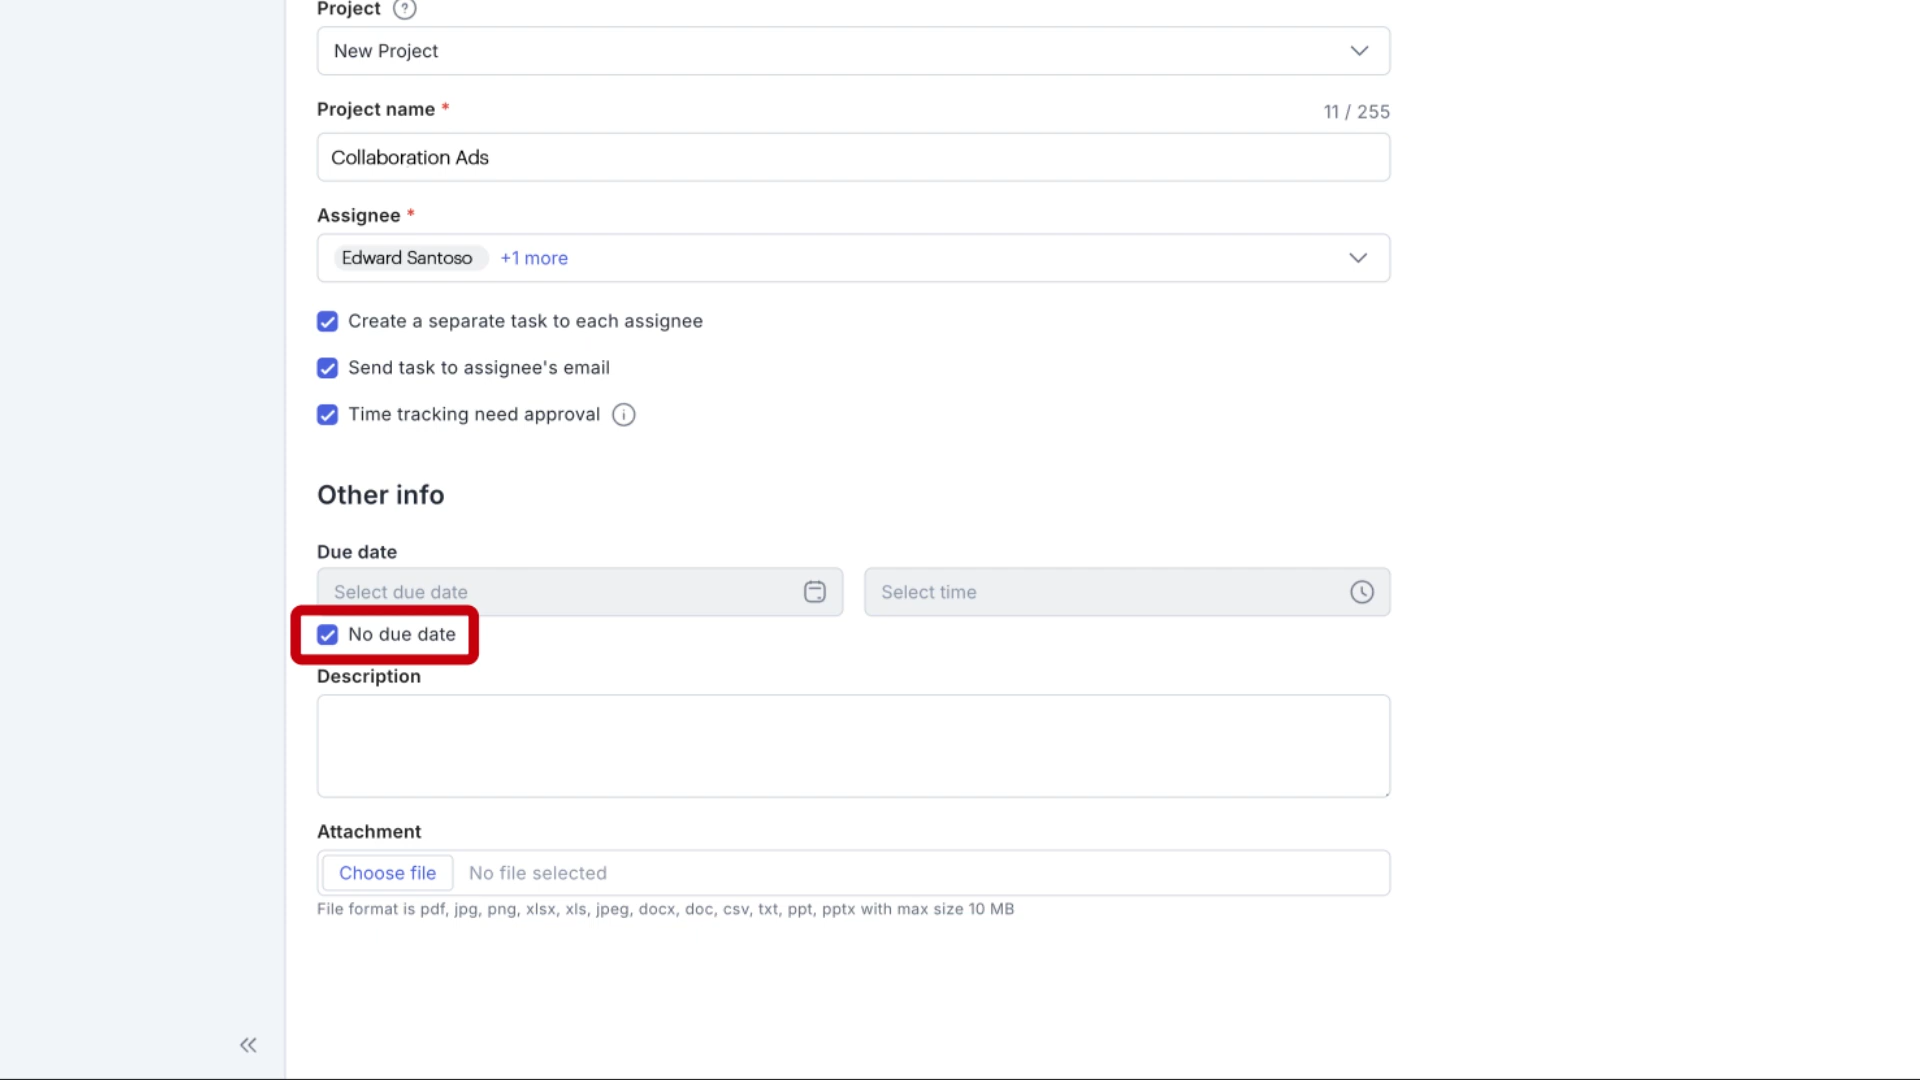 Project
New Project
Project name *
11 / 255
Collaboration Ads
Assignee *
Edward Santoso +1 more
Create a separate task to each assignee
Send task to assignee's email
Time tracking need approval
Other info
Due date
Select due date
Select time
No due date
Description
Attachment
Choose file No file selected
File format is pdf, jpg, png, xlsx, xls, jpeg, docx, doc, csv, txt, ppt, pptx with max size 10 MB